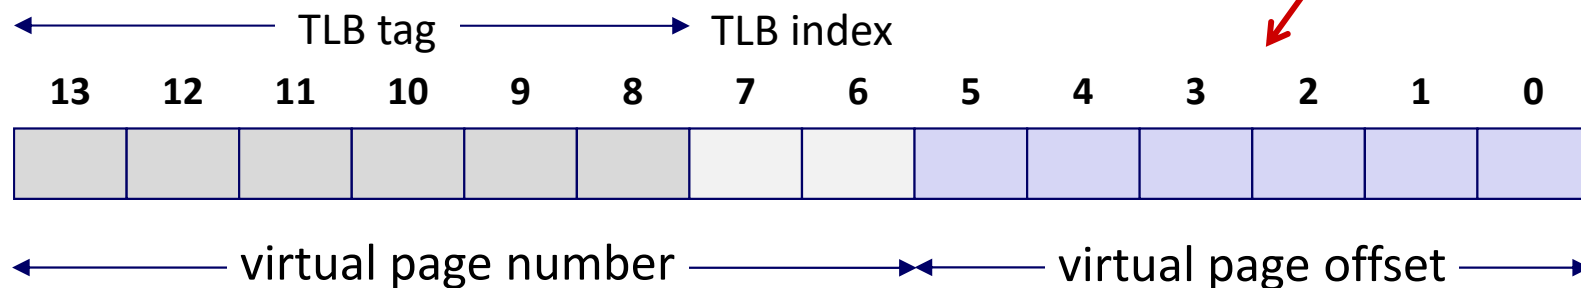 TLB tag TLB index
13 12 11 10 9 8 7 6 5 4 3 2 1 0
virtual page number virtual page offset